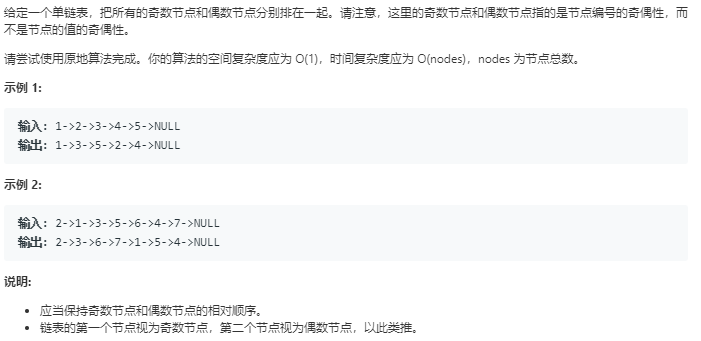 给定一个单链表，把所有的奇数节点和偶数节点分别排在一起。请注意，这里的奇数节点和偶数节点指的是节点编号的奇偶性，而
不是节点的值的奇偶性。
请尝试使用原地算法完成。你的算法的空间复杂度应为 O(1)，时间复杂度应为 O(nodes)，nodes 为节点总数。
示例 1:
输入: 1->2->3->4->5->NULL
输出: 1->3->5->2->4->NULL
示例 2:
输入: 2->1->3->5->6->4->7->NULL
输出: 2->3->6->7->1->5->4->NULL
说明:
• 应当保持奇数节点和偶数节点的相对顺序。
• 链表的第一个节点视为奇数节点，第二个节点视为偶数节点，以此类推。